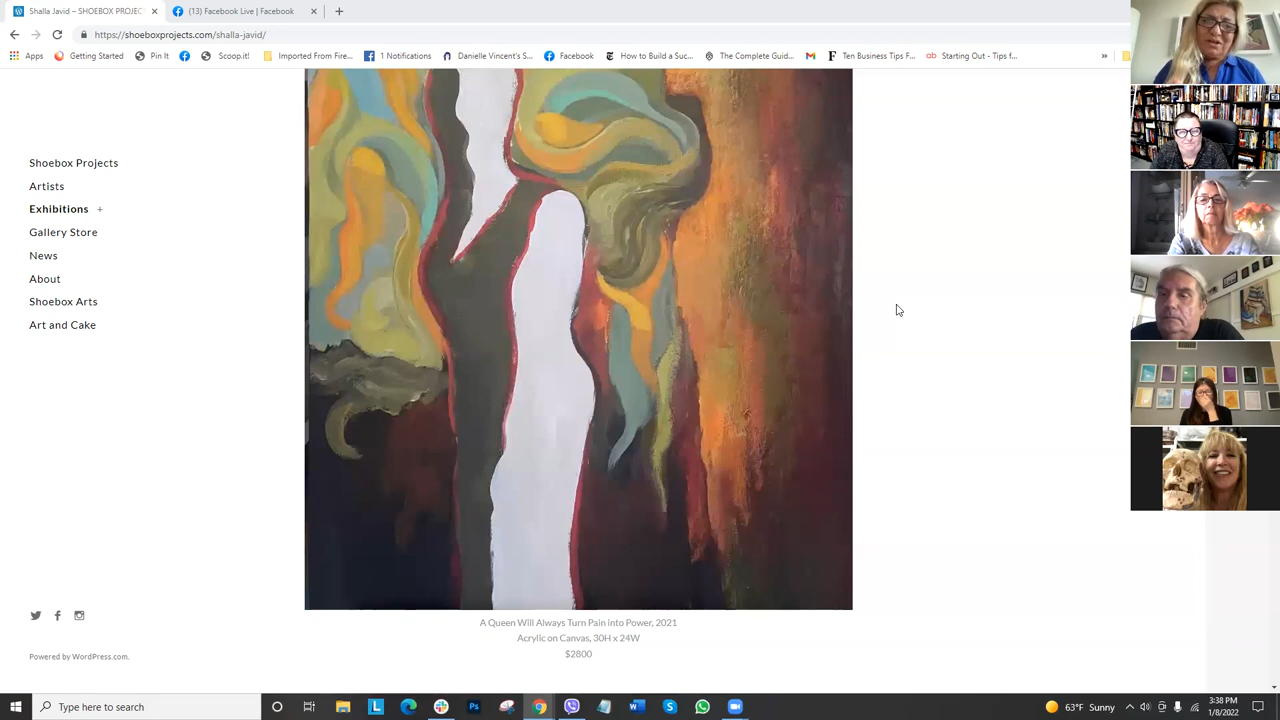 Shalla Javid – SHOEBOX PROJEC
(13) Facebook Live | Facebook
https://shoeboxprojects.com/shalla-javid/
Apps
Getting Started
Pin It
Scoop.it!
Imported From Fire...
1 Notifications
Danielle Vincent's S...
Facebook
How to Build a Suc...
The Complete Guid...
Ten Business Tips F...
Starting Out - Tips f...
»
Shoebox Projects
Artists
Exhibitions +
Gallery Store
News
About
Shoebox Arts
Art and Cake
Powered by WordPress.com.
A Queen Will Always Turn Pain into Power, 2021
Acrylic on Canvas, 30H x 24W
$2800
Type here to search
63°F Sunny
3:38 PM
1/8/2022